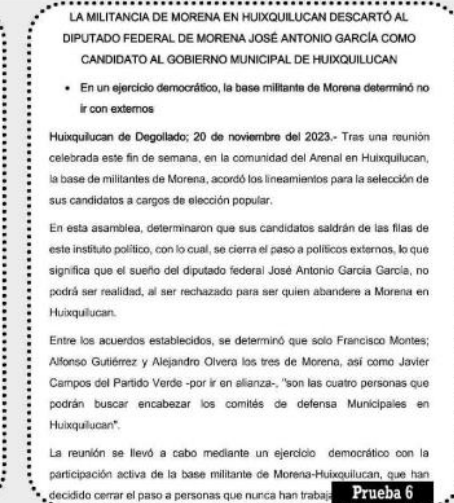 LA MILITANCIA DE MORENA EN HUIXQUILUCAN DESCARTÓ AL
DIPUTADO FEDERAL DE MORENA JOSÉ ANTONIO GARCÍA COMO
CANDIDATO AL GOBIERNO MUNICIPAL DE HUIXQUILUCAN
• En un ejercicio democrático, la base militante de Morena determinó no
ir con externos
Huixquilucan de Degollado; 20 de noviembre del 2023.- Tras una reunión
celebrada este fin de semana, en la comunidad del Arenal en Huixquilucan,
la base de militantes de Morena, acordó los lineamientos para la selección de
sus candidatos a cargos de elección popular.
En esta asamblea, determinaron que sus candidatos saldrán de las filas de
este instituto político, con lo cual, se cierra el paso a políticos externos, lo que
significa que el sueño del diputado federal José Antonio García García, no
podrá ser realidad, al ser rechazado para ser quien abandere a Morena en
Huixquilucan.
Entre los acuerdos establecidos, se determinó que solo Francisco Montes;
Alfonso Gutiérrez y Alejandro Olvera los tres de Morena, así como Javier
Campos del Partido Verde -por ir en alianza-, "son las cuatro personas que
podrán buscar encabezar los comités de defensa Municipales en
Huixquilucan".
La reunión se llevó a cabo mediante un ejercicio democrático con la
participación activa de la base militante de Morena-Huixquilucan, que han
decidido cerrar el paso a personas que nunca han trabaja
Prueba 6